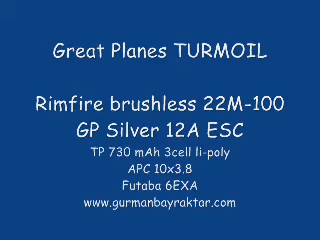 Great Planes TURMOIL
Rimfire brushless 22M-100
GP Silver 12A ESC
TP 730 mAh 3cell li-poly
APC 10x3.8
Futaba 6EXA
www.gurmanbayraktar.com